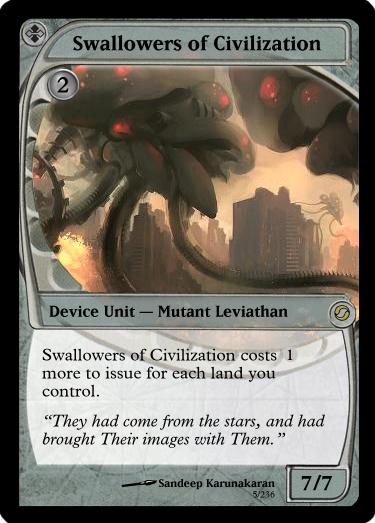 Swallowers of Civilization
2
Device Unit — Mutant Leviathan
Swallowers of Civilization costs 1
more to issue for each land you
control.
“They had come from the stars, and had
brought Their images with Them.”
Sandeep Karunakaran
5/236
7/7